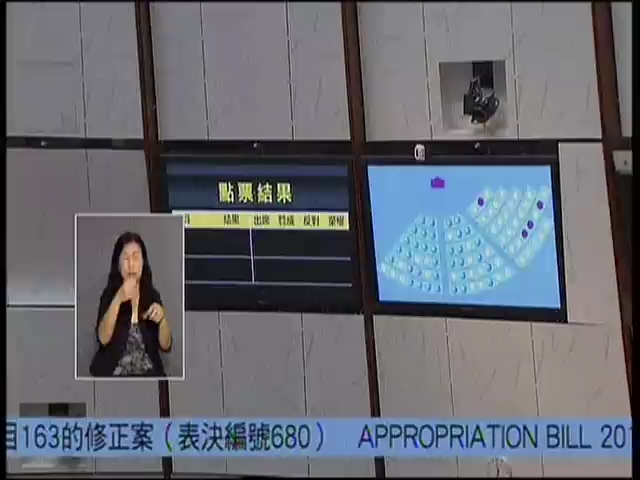 點票結果
結果 出席 贊成 反對 棄權
目163的修正案（表決編號680） APPROPRIATION BILL 201